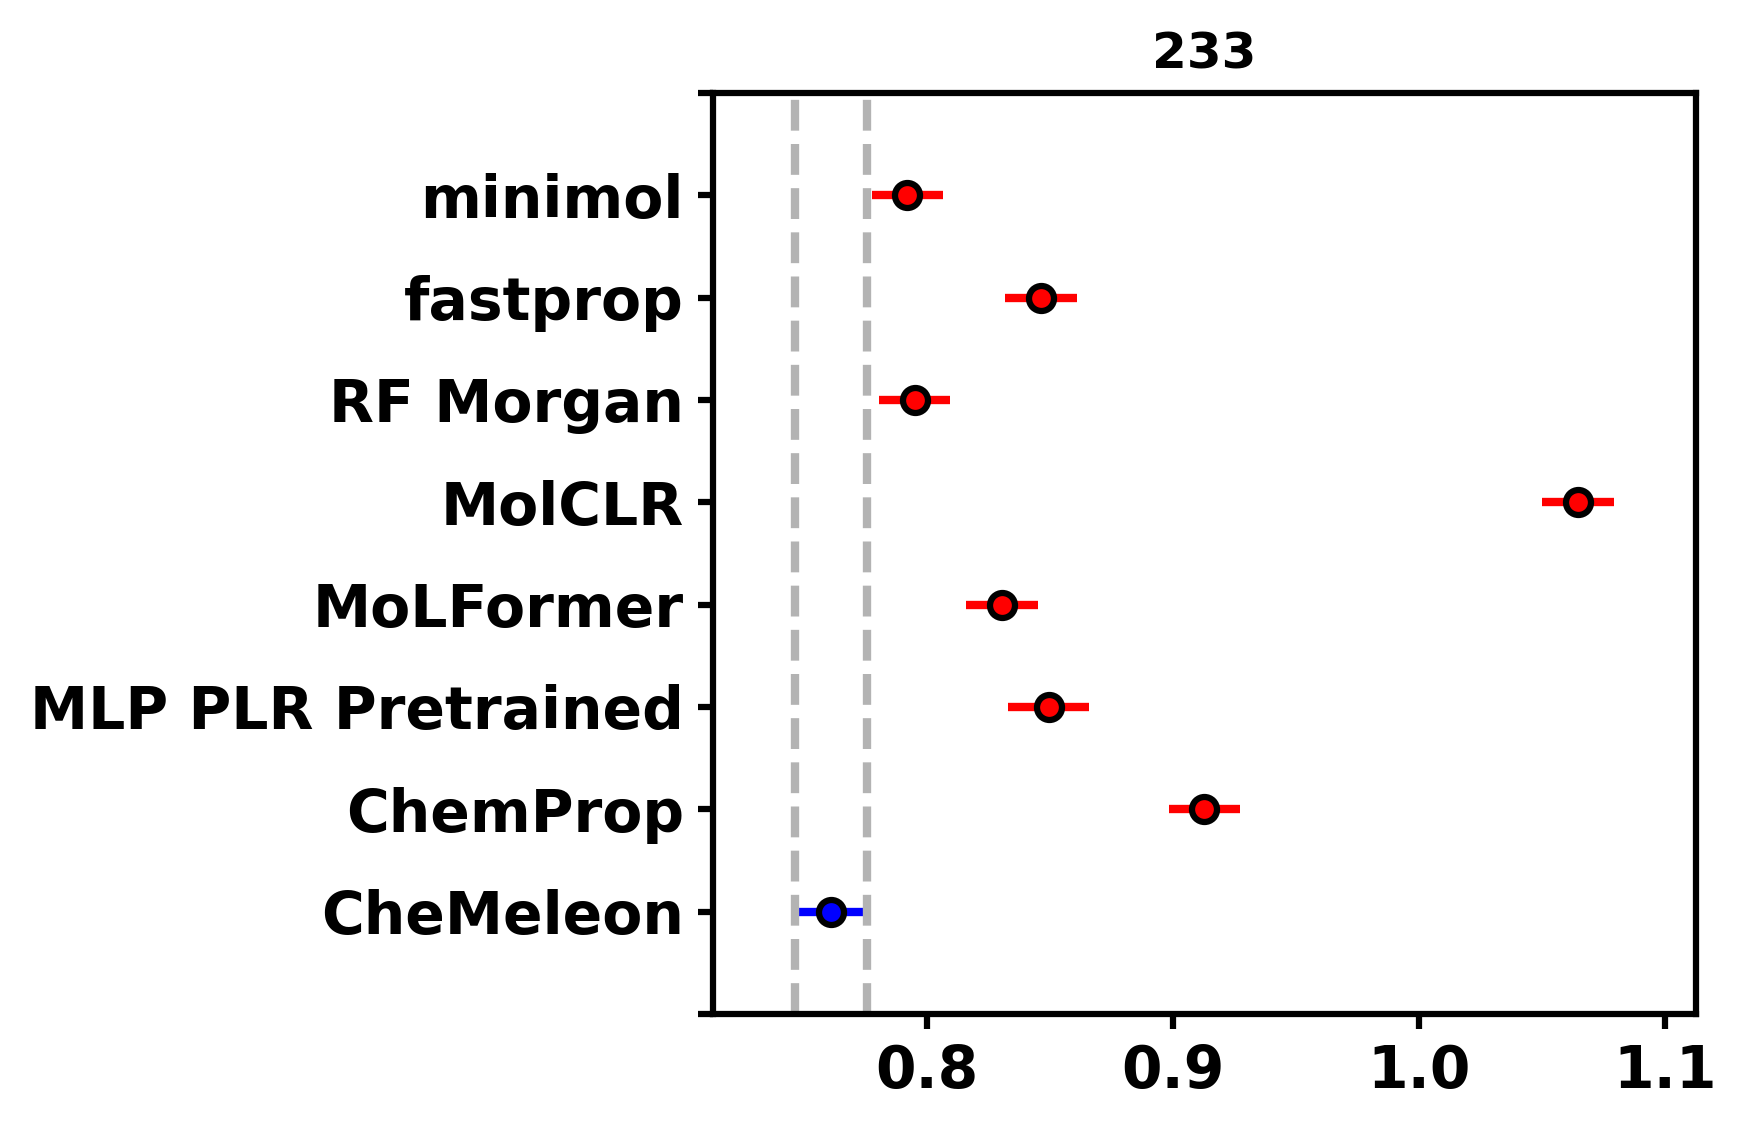 233
minimol
fastprop
RF Morgan
MolCLR
MoLFormer
MLP PLR Pretrained
ChemProp
CheMeleon
0.8 0.9 1.0 1.1